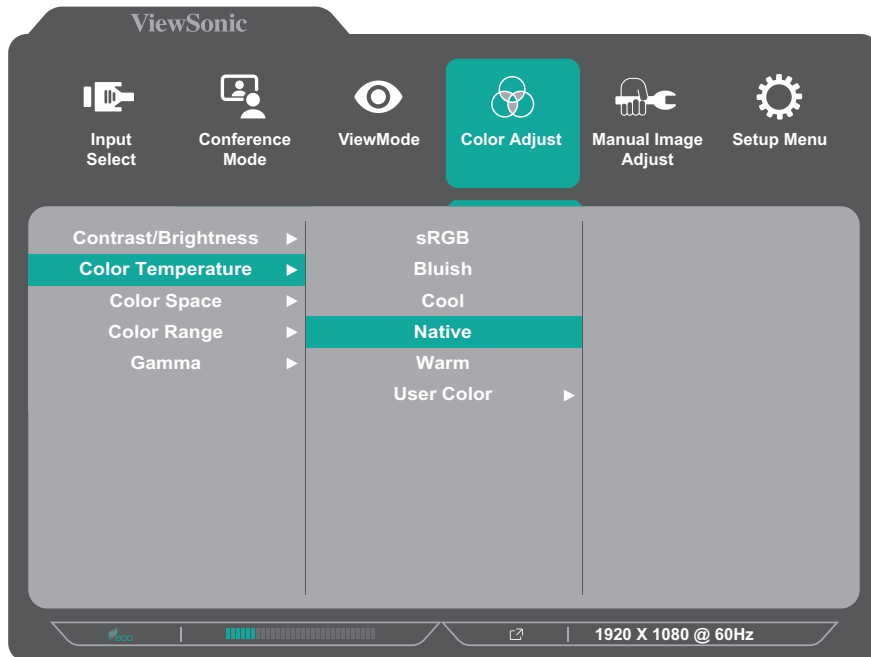 ViewSonic
Input
Select
Conference
Mode
ViewMode
Color Adjust
Manual Image
Adjust
Setup Menu
Contrast/Brightness
Color Temperature
Color Space
Color Range
Gamma
sRGB
Bluish
Cool
Native
Warm
User Color
eco
1920 X 1080 @ 60Hz